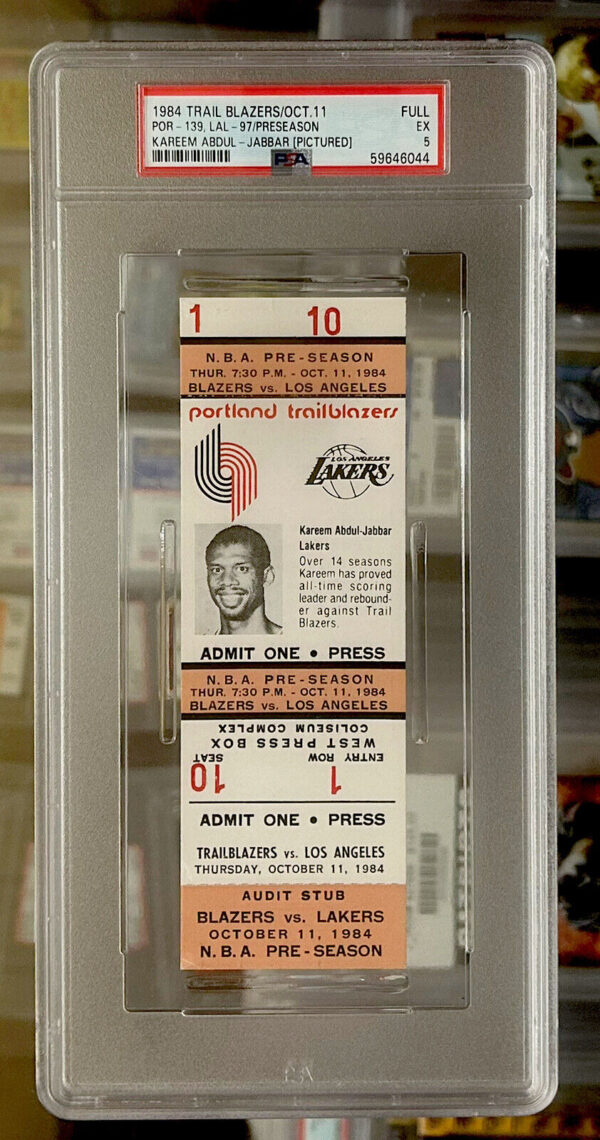 1984 TRAIL BLAZERS/OCT.11 FULL
POR - 139, LAL - 97/PRESEASON EX
KAREEM ABDUL - JABBAR [PICTURED] 5
PSA 59646044
1 10
N.B.A. PRE-SEASON
THUR. 7:30 P.M. - OCT. 11, 1984
BLAZERS vs. LOS ANGELES
portland trailblazers
LOS ANGELES
LAKERS
Kareem Abdul-Jabbar
Lakers
Over 14 seasons
Kareem has proved
all-time scoring
leader and rebound-
er against Trail
Blazers.
ADMIT ONE • PRESS
N.B.A. PRE-SEASON
THUR. 7:30 P.M. - OCT. 11, 1984
BLAZERS vs. LOS ANGELES
COLISEUM COMPLEX
WEST PRESS BOX
ENTRY ROW SEAT
1 10
ADMIT ONE • PRESS
TRAILBLAZERS vs. LOS ANGELES
THURSDAY, OCTOBER 11, 1984
AUDIT STUB
BLAZERS vs. LAKERS
OCTOBER 11, 1984
N.B.A. PRE-SEASON
PSA